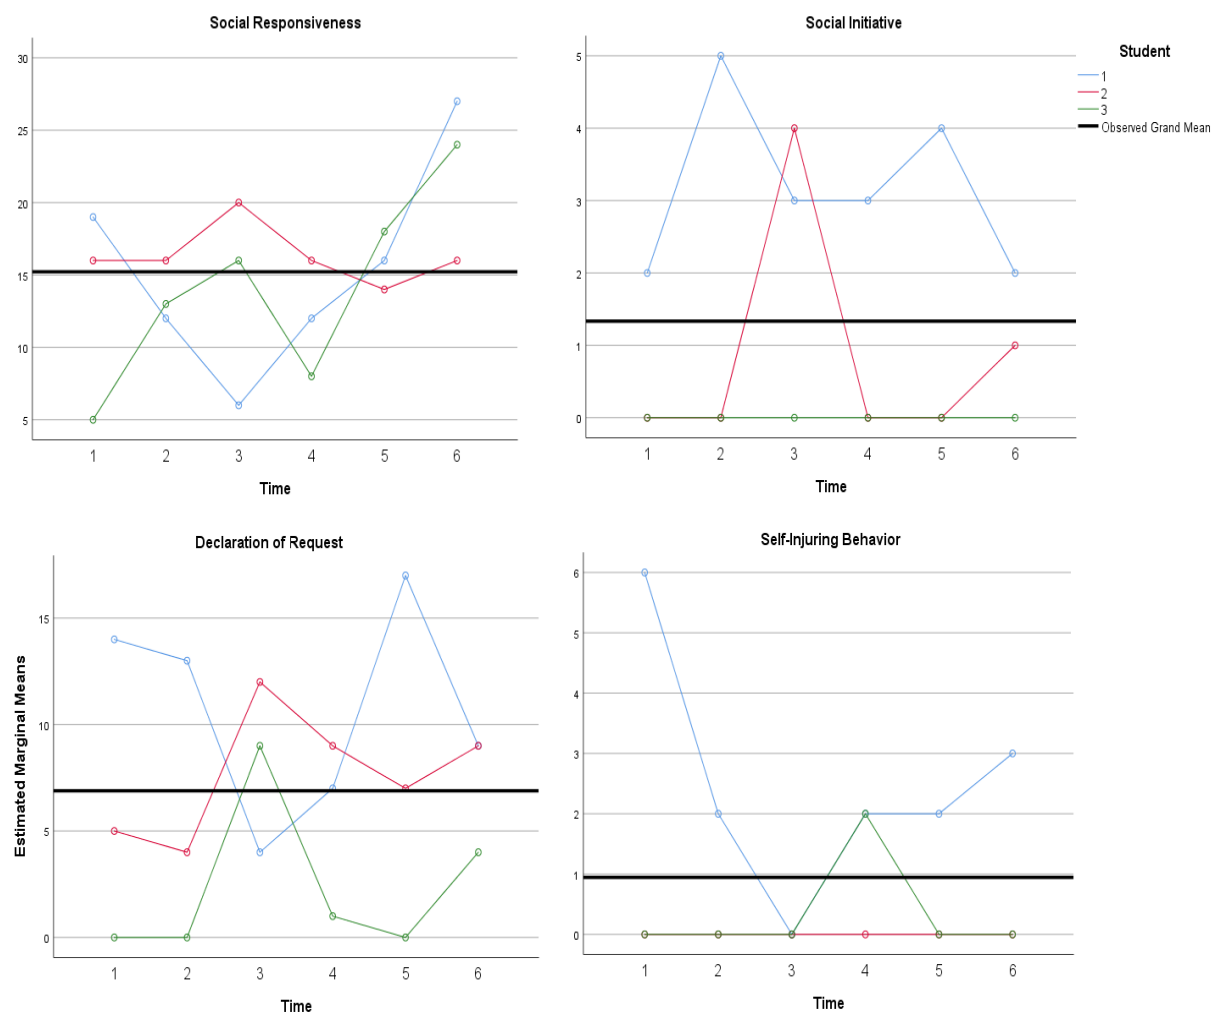 Social Responsiveness
30
25
20
15
10
5
1 2 3 4 5 6
Time
Social Initiative
5
4
3
2
1
0
1 2 3 4 5 6
Time
Student
1
2
3
Observed Grand Mean
Declaration of Request
Estimated Marginal Means
15
10
5
0
1 2 3 4 5 6
Time
Self-Injuring Behavior
6
5
4
3
2
1
0
1 2 3 4 5 6
Time